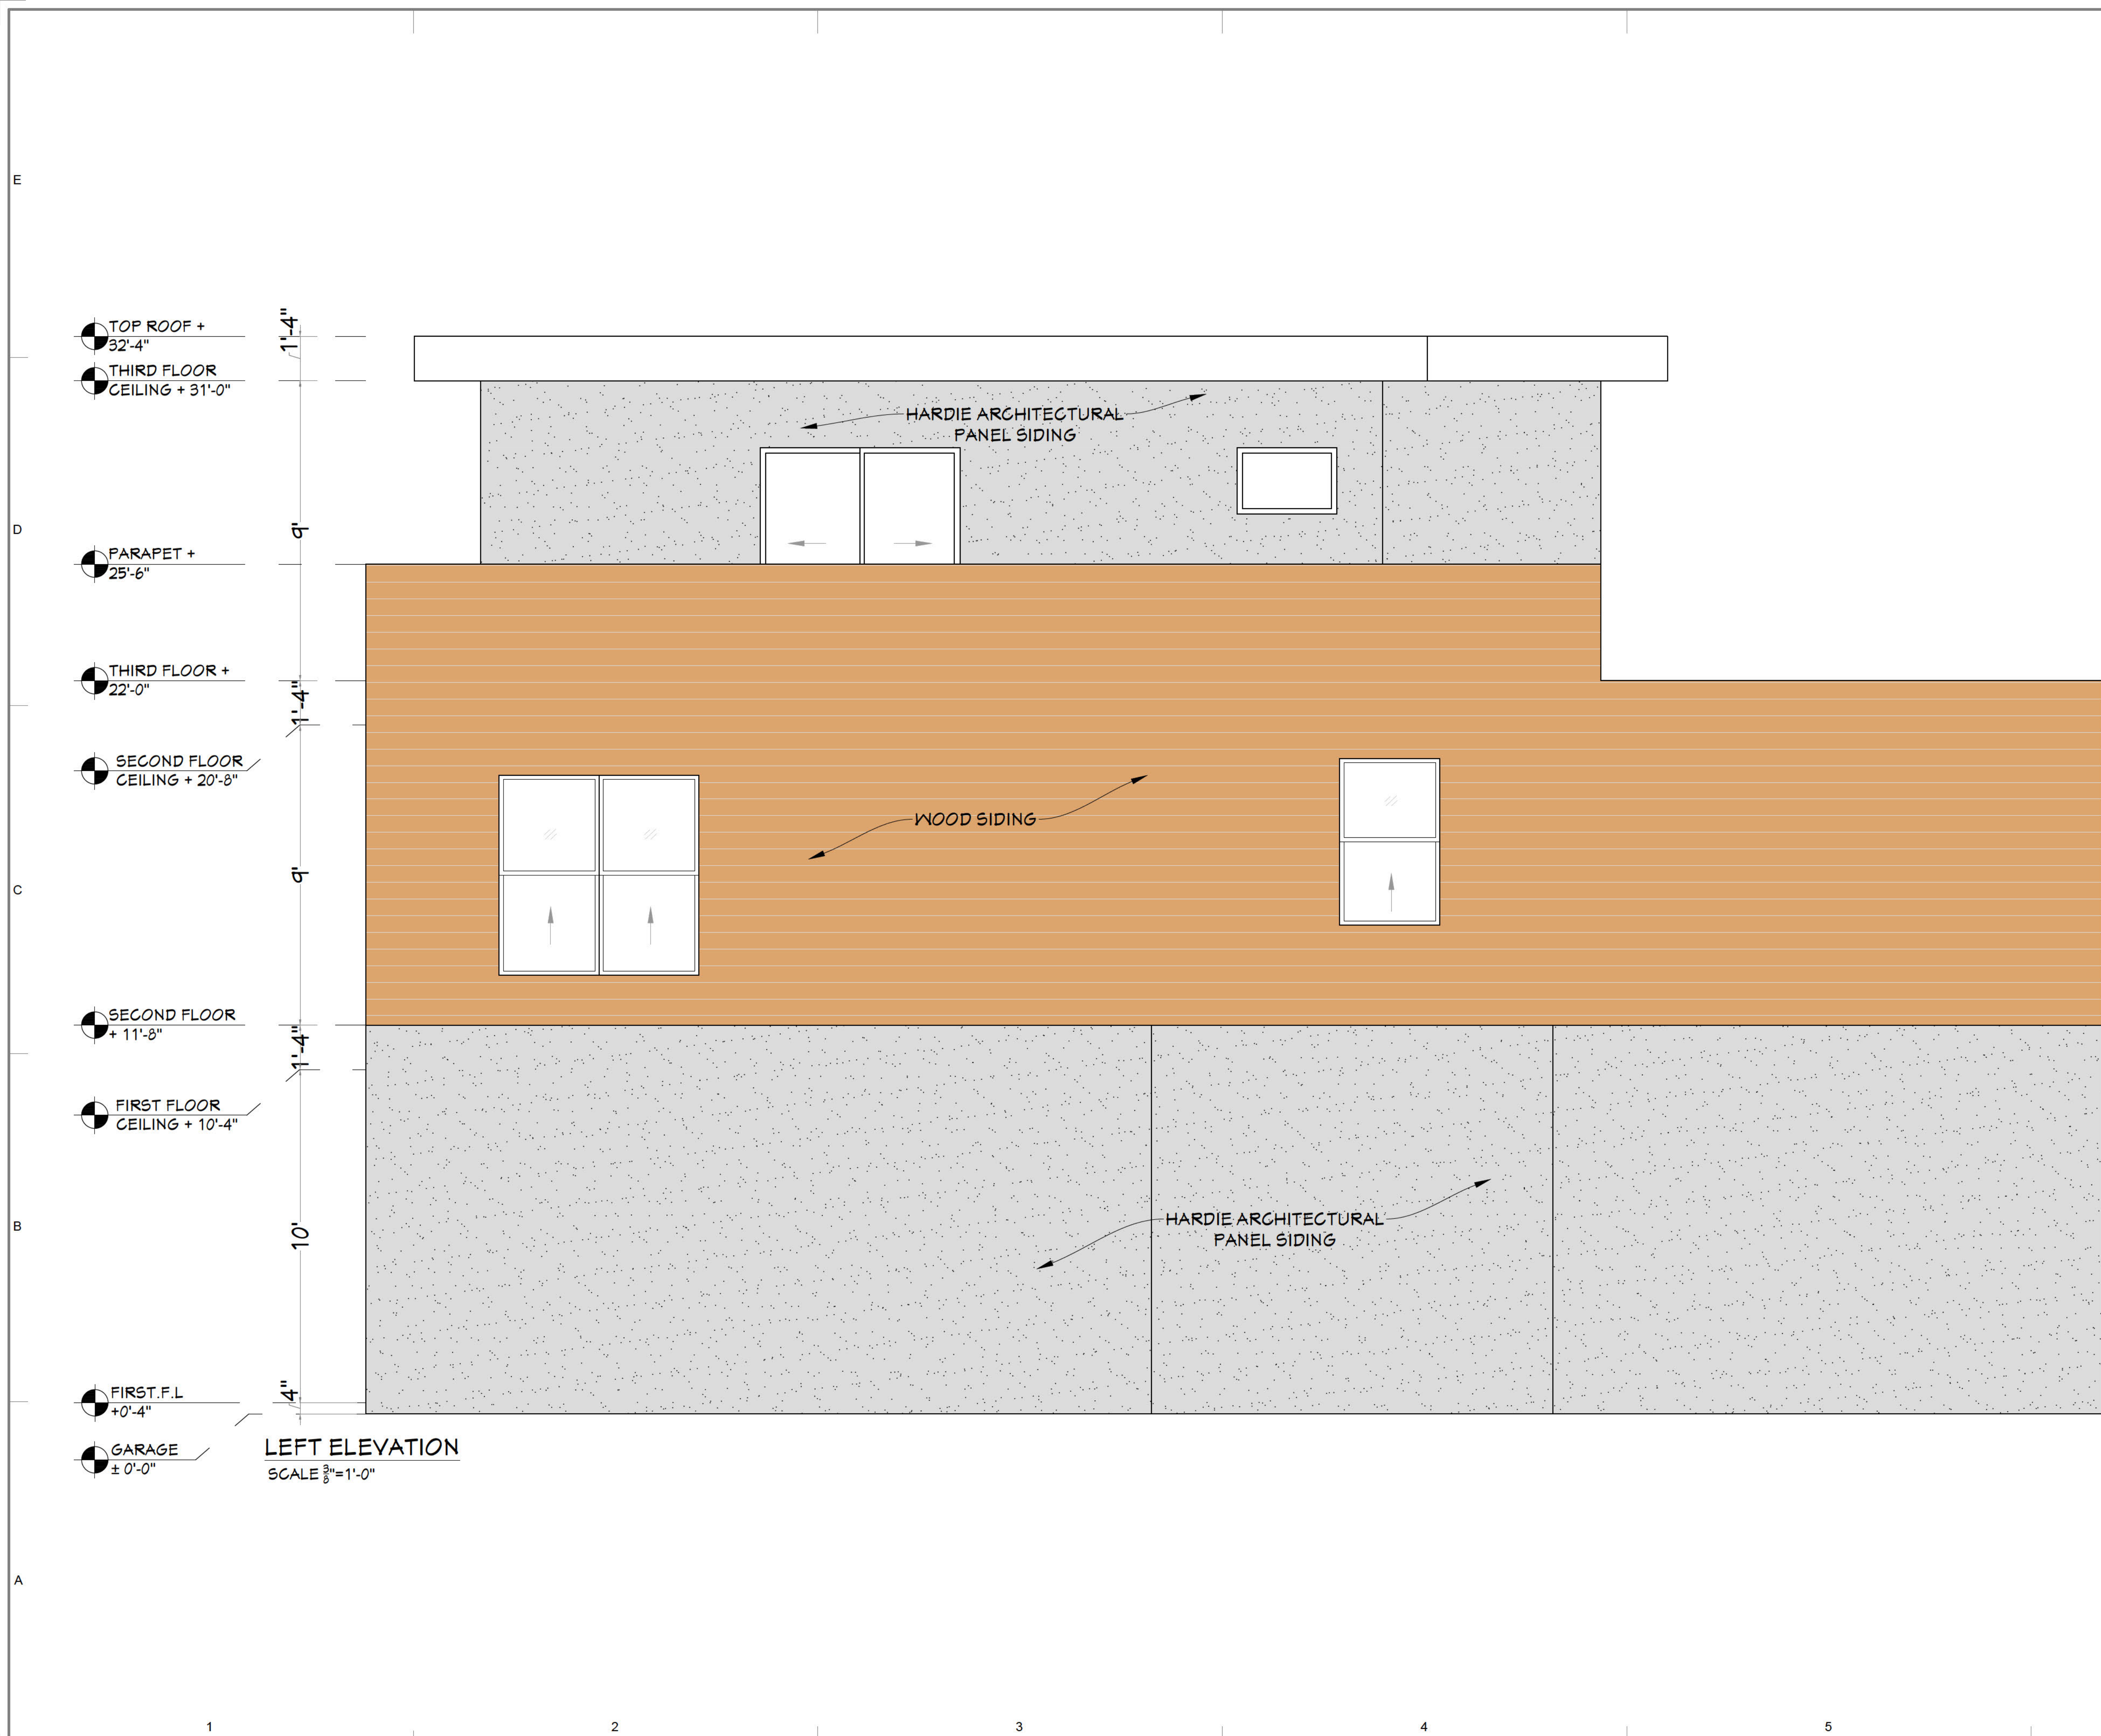 E
TOP ROOF +
32'-4"
1'-4"
THIRD FLOOR
CEILING + 31'-0"
HARDIE ARCHITECTURAL
PANEL SIDING
D
9'
PARAPET +
25'-6"
THIRD FLOOR +
22'-0"
1'-4"
SECOND FLOOR
CEILING + 20'-8"
WOOD SIDING
C
9'
SECOND FLOOR
+ 11'-8"
1'-4"
FIRST FLOOR
CEILING + 10'-4"
B
10'
HARDIE ARCHITECTURAL
PANEL SIDING
FIRST.F.L
+0'-4"
4"
GARAGE
± 0'-0"
LEFT ELEVATION
SCALE 3/8"=1'-0"
A
1 2 3 4 5